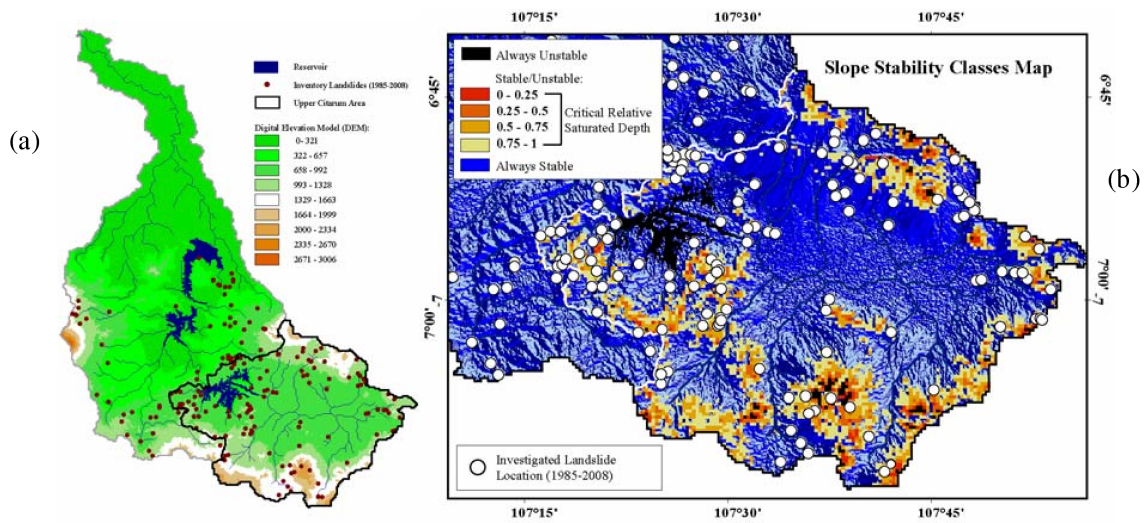 (a)
Reservoir
Inventory Landslides (1985-2008)
Upper Citarum Area
Digital Elevation Model (DEM):
0- 321
322 - 657
658 - 992
993 - 1328
1329 - 1663
1664 - 1999
2000 - 2334
2335 - 2670
2671 - 3006
(b)
107°15'
107°30'
107°45'
Slope Stability Classes Map
Always Unstable
Stable/Unstable:
0 - 0.25
0.25 - 0.5
0.5 - 0.75
0.75 - 1
Critical Relative
Saturated Depth
Always Stable
6°45'
6°45'
7°00'
-7
7°00'
-7
Investigated Landslide
Location (1985-2008)
107°15'
107°30'
107°45'